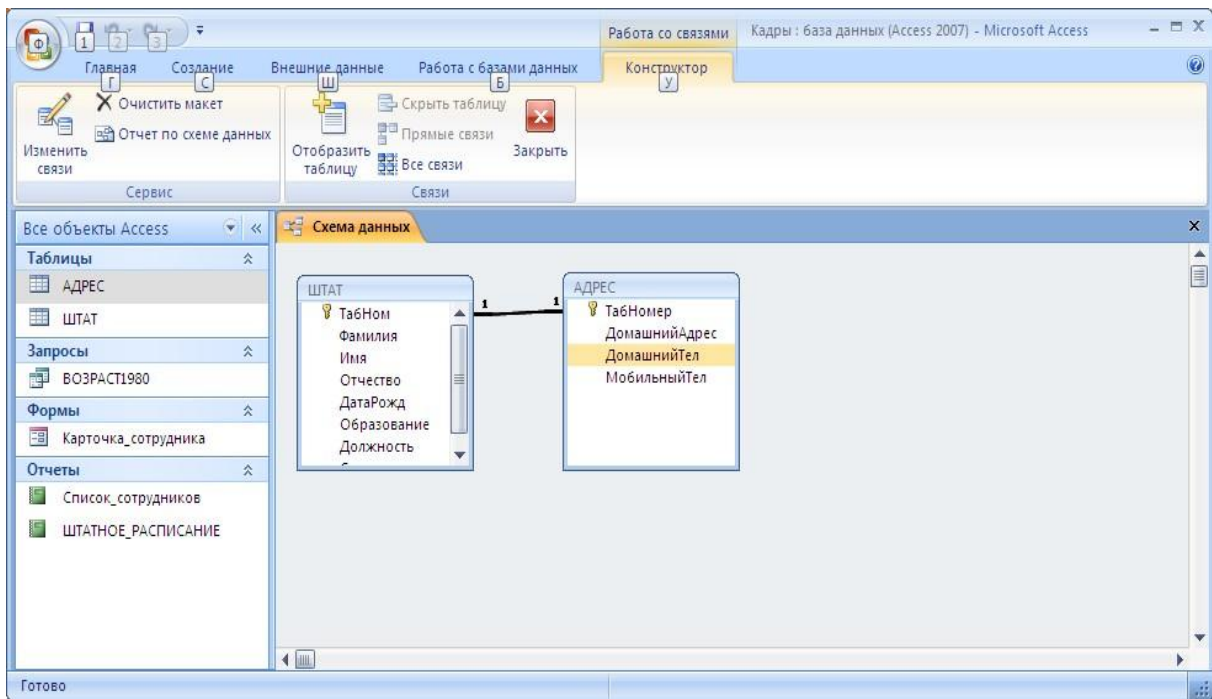 Ф
1 2 3
Работа со связями
Кадры : база данных (Access 2007) - Microsoft Access
Главная Создание Внешние данные Работа с базами данных Конструктор
Г С Ш Б У
Изменить связи
Очистить макет
Отчет по схеме данных
Сервис
Отобразить таблицу
Скрыть таблицу
Прямые связи
Все связи
Закрыть
Связи
Все объекты Access
Таблицы
АДРЕС
ШТАТ
Запросы
ВОЗРАСТ1980
Формы
Карточка_сотрудника
Отчеты
Список_сотрудников
ШТАТНОЕ_РАСПИСАНИЕ
Схема данных
ШТАТ
ТабНом
Фамилия
Имя
Отчество
ДатаРожд
Образование
Должность
1 1
АДРЕС
ТабНомер
ДомашнийАдрес
ДомашнийТел
МобильныйТел
Готово